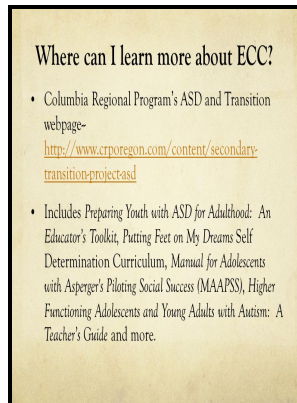 Where can I learn more about ECC?
• Columbia Regional Program's ASD and Transition
webpage-
http://www.crporegon.com/content/secondary-
transition-project-asd
• Includes Preparing Youth with ASD for Adulthood: An
Educator's Toolkit, Putting Feet on My Dreams Self
Determination Curriculum, Manual for Adolescents
with Asperger's Piloting Social Success (MAAPSS), Higher
Functioning Adolescents and Young Adults with Autism: A
Teacher's Guide and more.